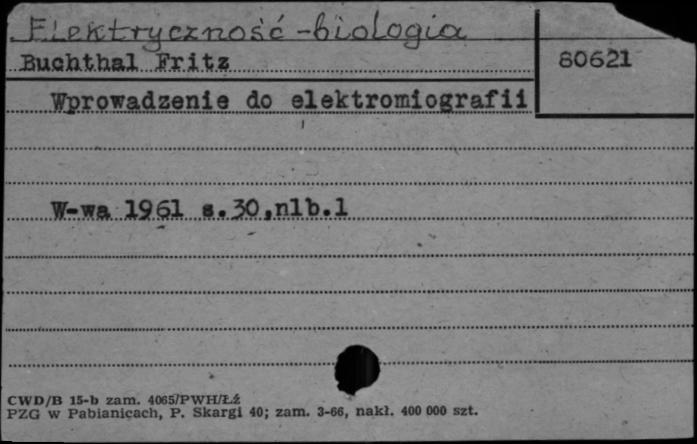 Elektryczność - biologia
Buchthal Fritz
80621
Wprowadzenie do elektromiografii
W-wa 1961 s.30,nlb.1
CWD/B 15-b zam. 4065/PWH/Łź
PZG w Pabianicach, P. Skargi 40; zam. 3-66, nakł. 400 000 szt.